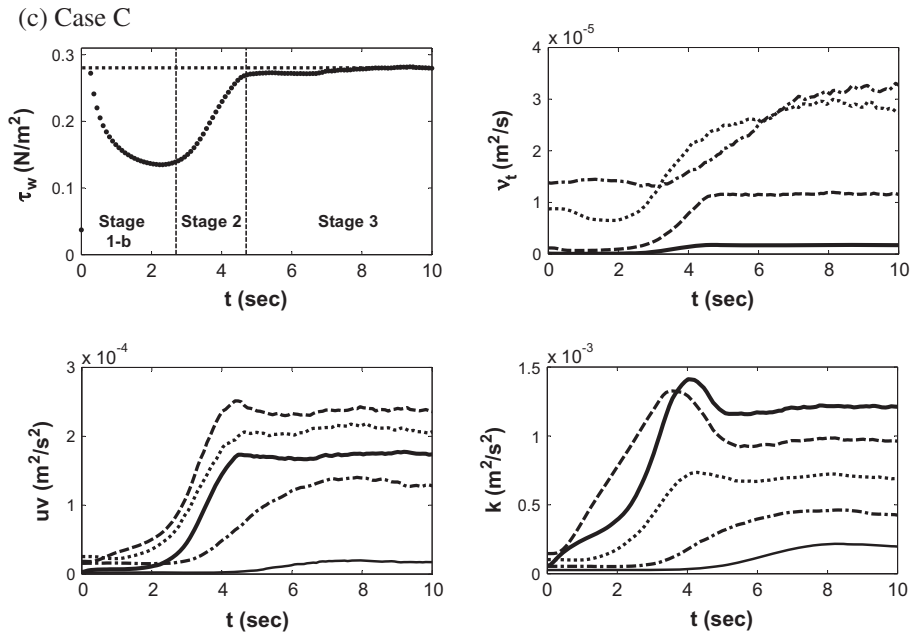 (c) Case C
0.3
0.2
0.1
0
τw (N/m²)
Stage 1-b
Stage 2
Stage 3
0 2 4 6 8 10
t (sec)
x 10⁻⁵
4
3
2
1
0
νt (m²/s)
0 2 4 6 8 10
t (sec)
x 10⁻⁴
3
2
1
0
uv (m²/s²)
0 2 4 6 8 10
t (sec)
x 10⁻³
1.5
1
0.5
0
k (m²/s²)
0 2 4 6 8 10
t (sec)